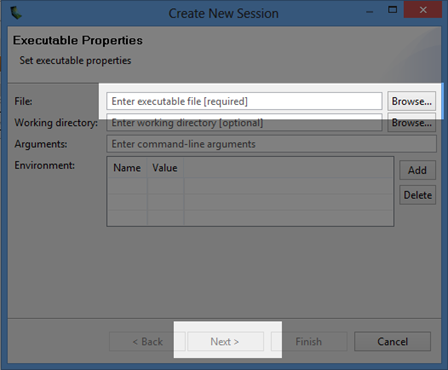 Create New Session
Executable Properties
Set executable properties
File: Enter executable file [required] Browse...
Working directory: Enter working directory [optional] Browse...
Arguments: Enter command-line arguments
Environment: Name Value Add
Delete
< Back Next > Finish Cancel